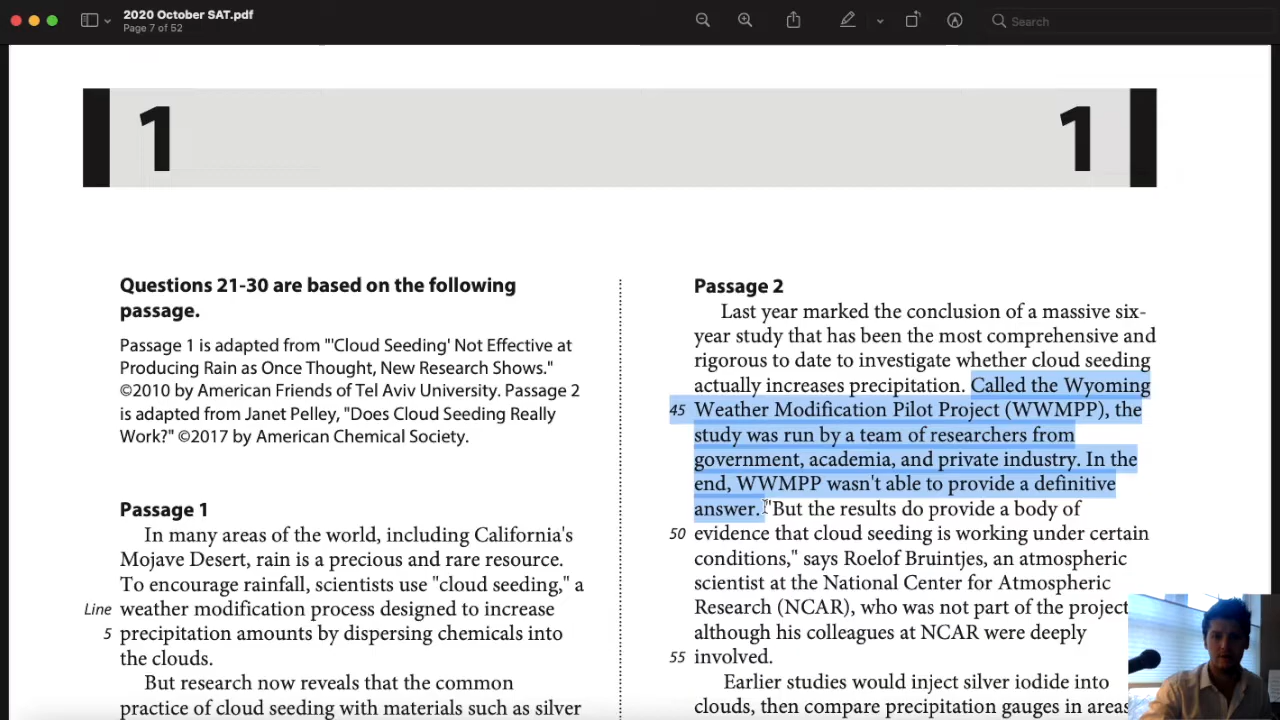 2020 October SAT.pdf
Page 7 of 52
Search
1
1
Questions 21-30 are based on the following
passage.
Passage 1 is adapted from "'Cloud Seeding' Not Effective at
Producing Rain as Once Thought, New Research Shows."
©2010 by American Friends of Tel Aviv University. Passage 2
is adapted from Janet Pelley, "Does Cloud Seeding Really
Work?" ©2017 by American Chemical Society.
Passage 1
In many areas of the world, including California's
Mojave Desert, rain is a precious and rare resource.
To encourage rainfall, scientists use "cloud seeding," a
Line weather modification process designed to increase
5 precipitation amounts by dispersing chemicals into
the clouds.
But research now reveals that the common
practice of cloud seeding with materials such as silver
Passage 2
Last year marked the conclusion of a massive six-
year study that has been the most comprehensive and
rigorous to date to investigate whether cloud seeding
actually increases precipitation. Called the Wyoming
45 Weather Modification Pilot Project (WWMPP), the
study was run by a team of researchers from
government, academia, and private industry. In the
end, WWMPP wasn't able to provide a definitive
answer. "But the results do provide a body of
50 evidence that cloud seeding is working under certain
conditions," says Roelof Bruintjes, an atmospheric
scientist at the National Center for Atmospheric
Research (NCAR), who was not part of the project
although his colleagues at NCAR were deeply
55 involved.
Earlier studies would inject silver iodide into
clouds, then compare precipitation gauges in areas